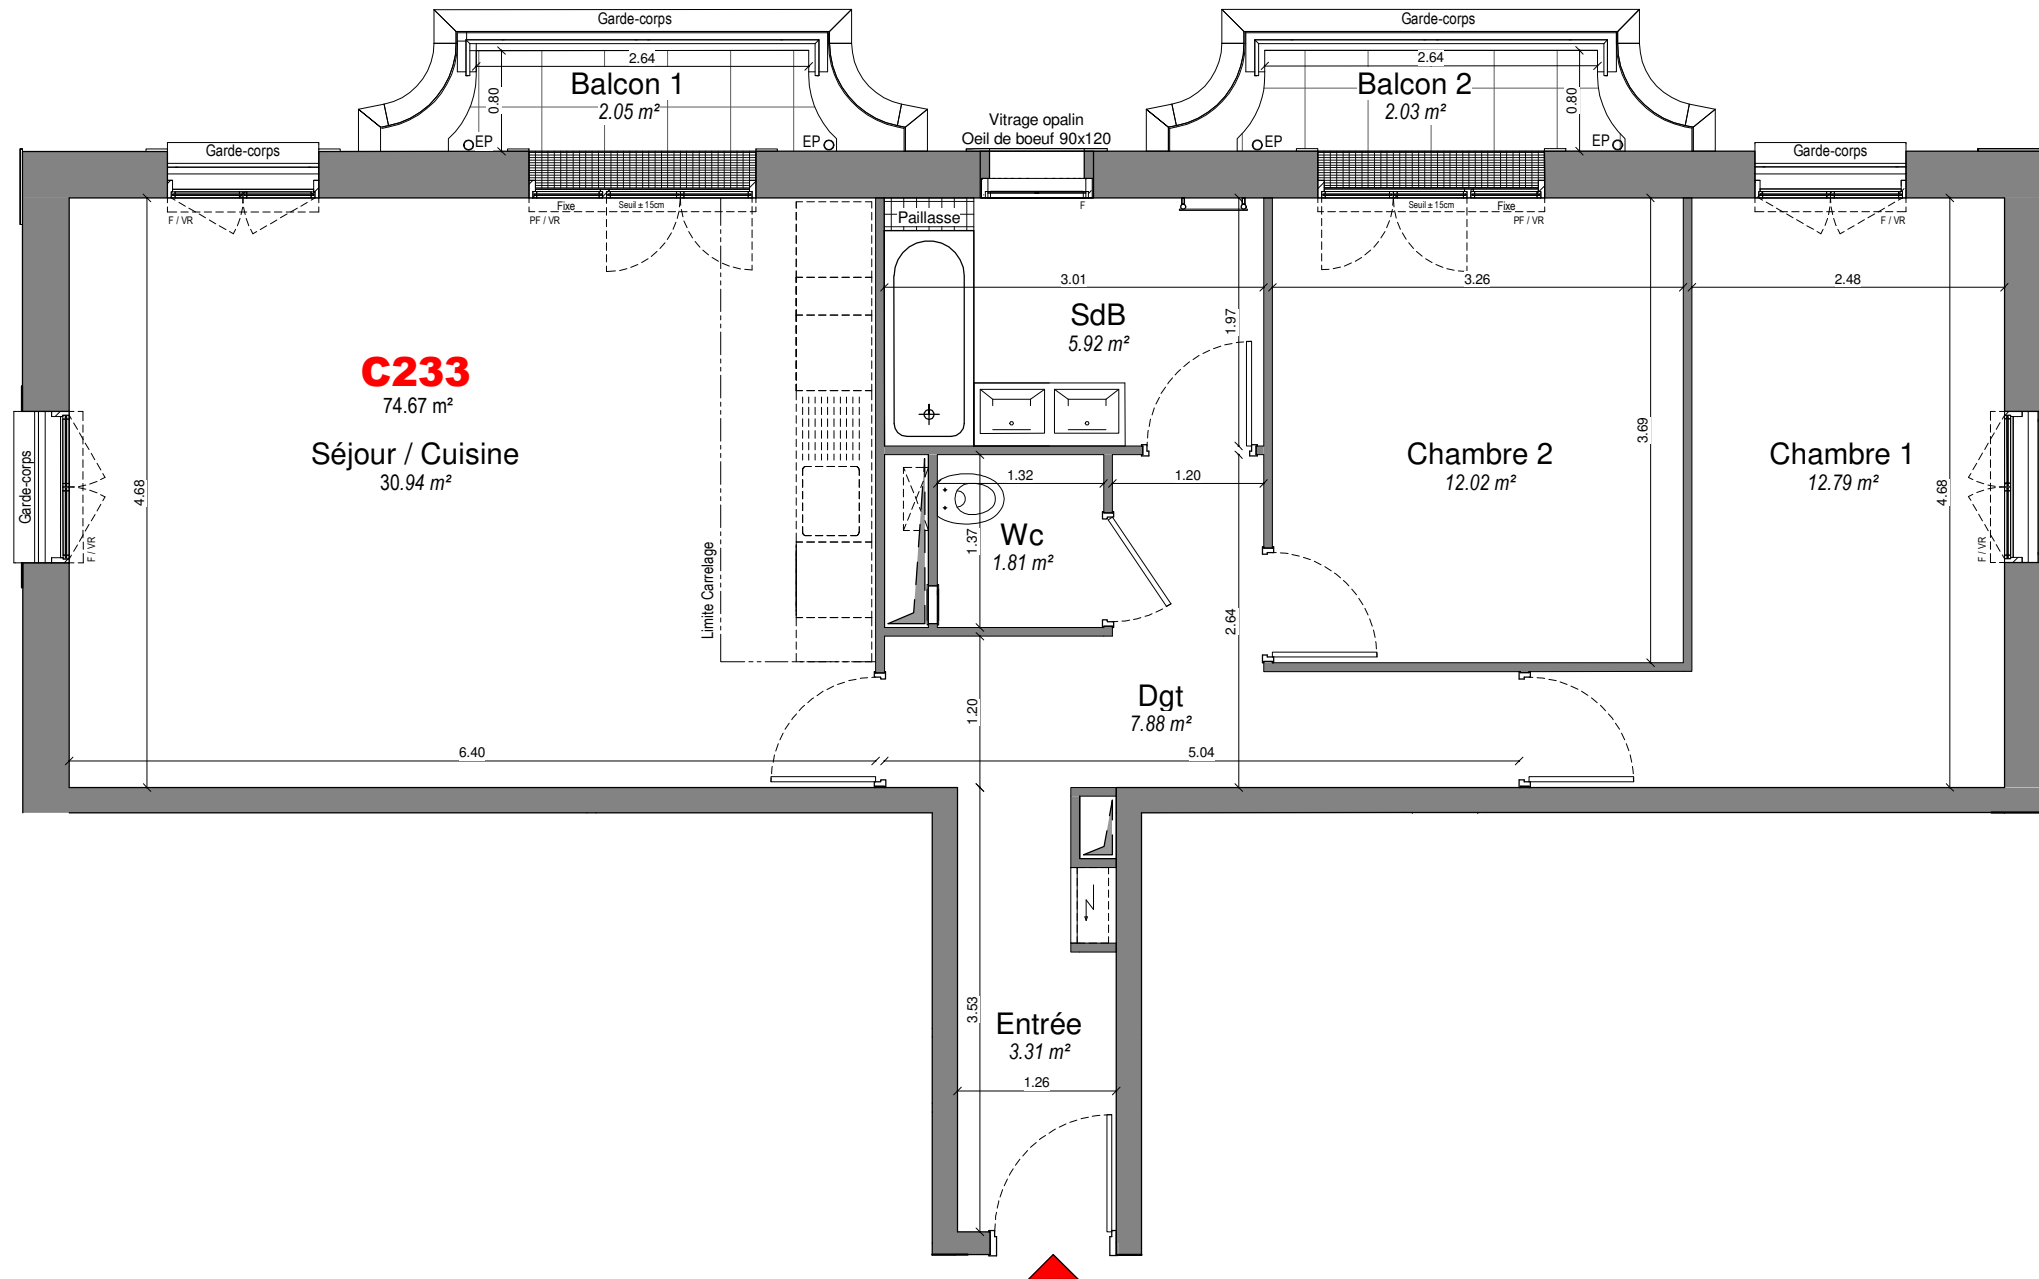 Garde-corps
Garde-corps
2.64
2.64
Balcon 1
2.05 m²
0.80
Balcon 2
2.03 m²
0.80
EP
EP
EP
EP
Vitrage opalin
Oeil de boeuf 90x120
Garde-corps
Garde-corps
F / VR
Fixe
Seuil ± 15cm
PF / VR
Paillasse
F
Seuil ± 15cm
Fixe
PF / VR
F / VR
3.01
3.26
2.48
SdB
5.92 m²
1.97
C233
74.67 m²
Séjour / Cuisine
30.94 m²
4.68
Garde-corps
F / VR
Limite Carrelage
1.32
1.20
Wc
1.81 m²
1.37
Chambre 2
12.02 m²
3.69
Chambre 1
12.79 m²
4.68
F / VR
2.64
Dgt
7.88 m²
1.20
6.40
5.04
3.53
Entrée
3.31 m²
1.26